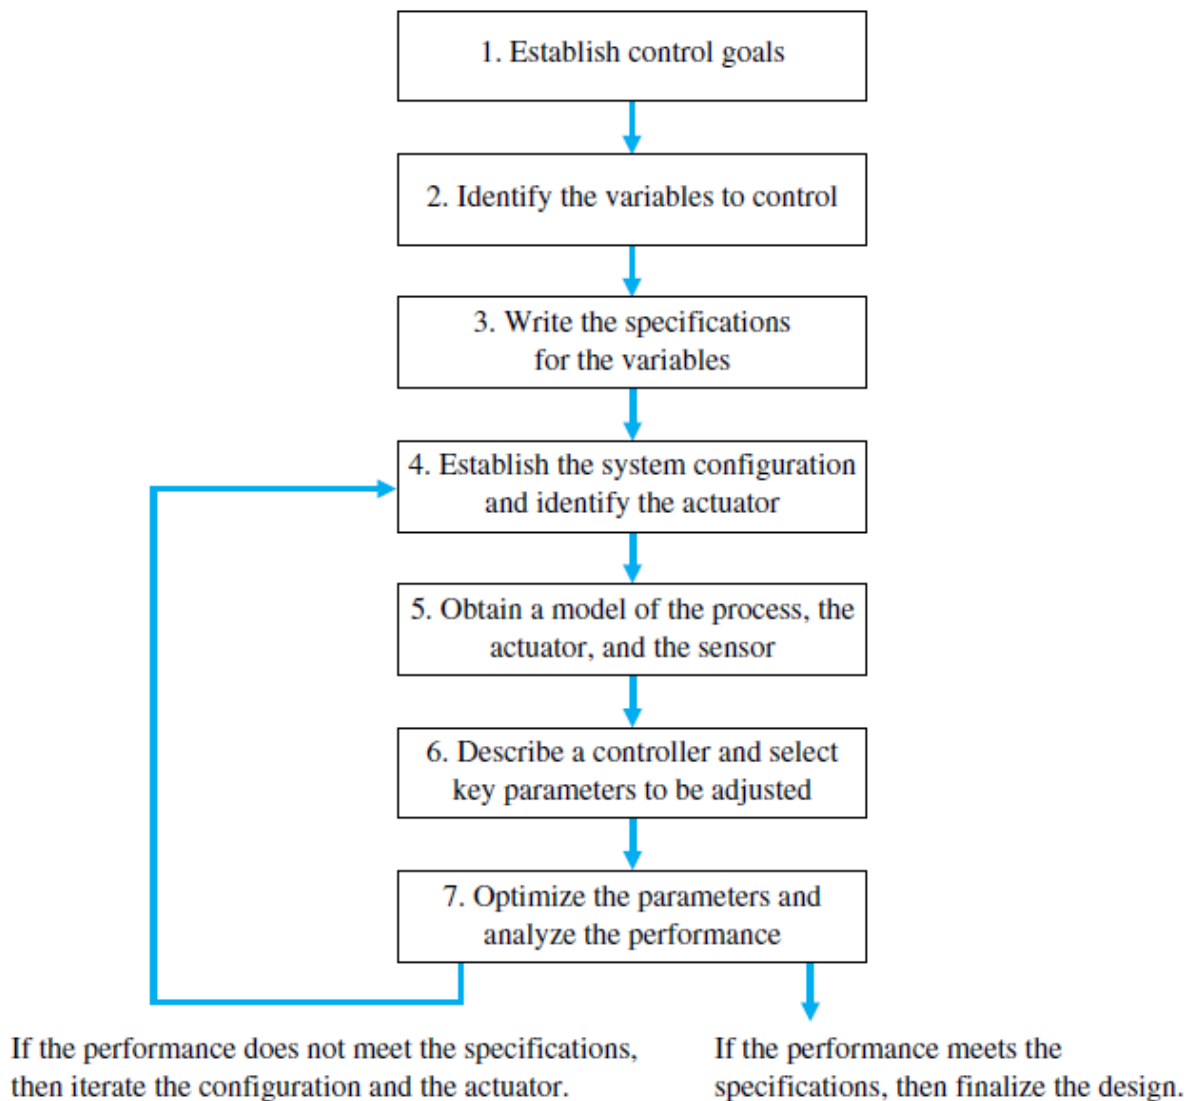 1. Establish control goals
2. Identify the variables to control
3. Write the specifications
for the variables
4. Establish the system configuration
and identify the actuator
5. Obtain a model of the process, the
actuator, and the sensor
6. Describe a controller and select
key parameters to be adjusted
7. Optimize the parameters and
analyze the performance
If the performance does not meet the specifications,
then iterate the configuration and the actuator.
If the performance meets the
specifications, then finalize the design.